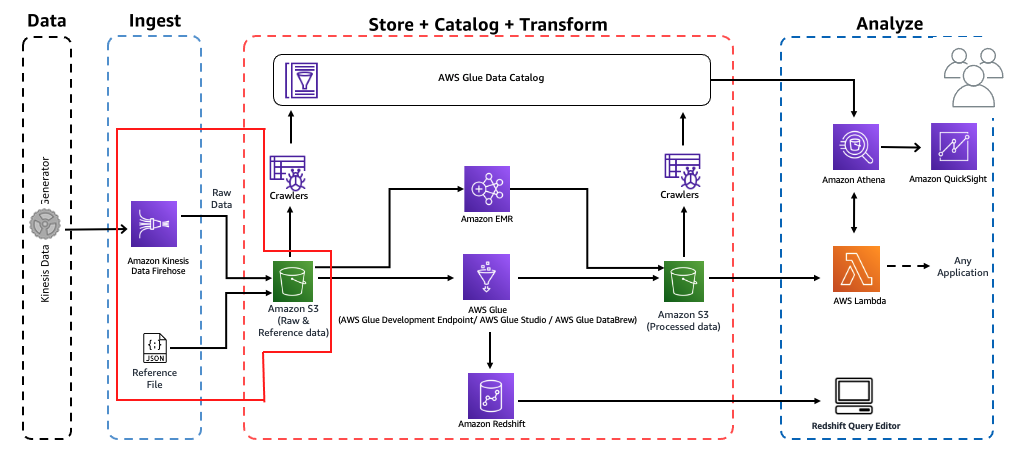 Data
Ingest
Store + Catalog + Transform
Analyze
AWS Glue Data Catalog
Kinesis Data Generator
Raw
Data
Crawlers
Crawlers
Amazon EMR
Amazon Athena
Amazon QuickSight
Amazon Kinesis
Data Firehose
Amazon S3
(Raw &
Reference data)
AWS Glue
(AWS Glue Development Endpoint/ AWS Glue Studio / AWS Glue DataBrew)
Amazon S3
(Processed data)
AWS Lambda
Any
Application
{;}
JSON
Reference
File
Amazon Redshift
Redshift Query Editor